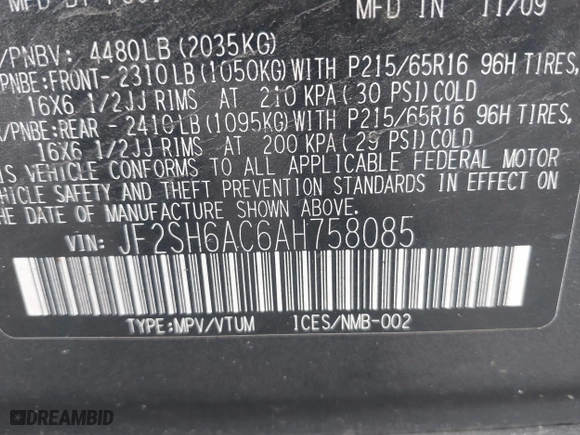 MFD IN 11/09
/PNBV: 4480LB (2035KG)
PNBE:FRONT- 2310LB (1050KG) WITH P215/65R16 96H TIRES,
16X6 1/2JJ RIMS AT 210 KPA (30 PSI) COLD
/PNBE:REAR - 2410LB (1095KG) WITH P215/65R16 96H TIRES,
16X6 1/2JJ RIMS AT 200 KPA (29 PSI) COLD
IS VEHICLE CONFORMS TO ALL APPLICABLE FEDERAL MOTOR
HICLE SAFETY AND THEFT PREVENTION STANDARDS IN EFFECT ON
THE DATE OF MANUFACTURE SHOWN ABOVE.
VIN: JF2SH6AC6AH758085
TYPE:MPV/VTUM 1CES/NMB-002
DREAMBID